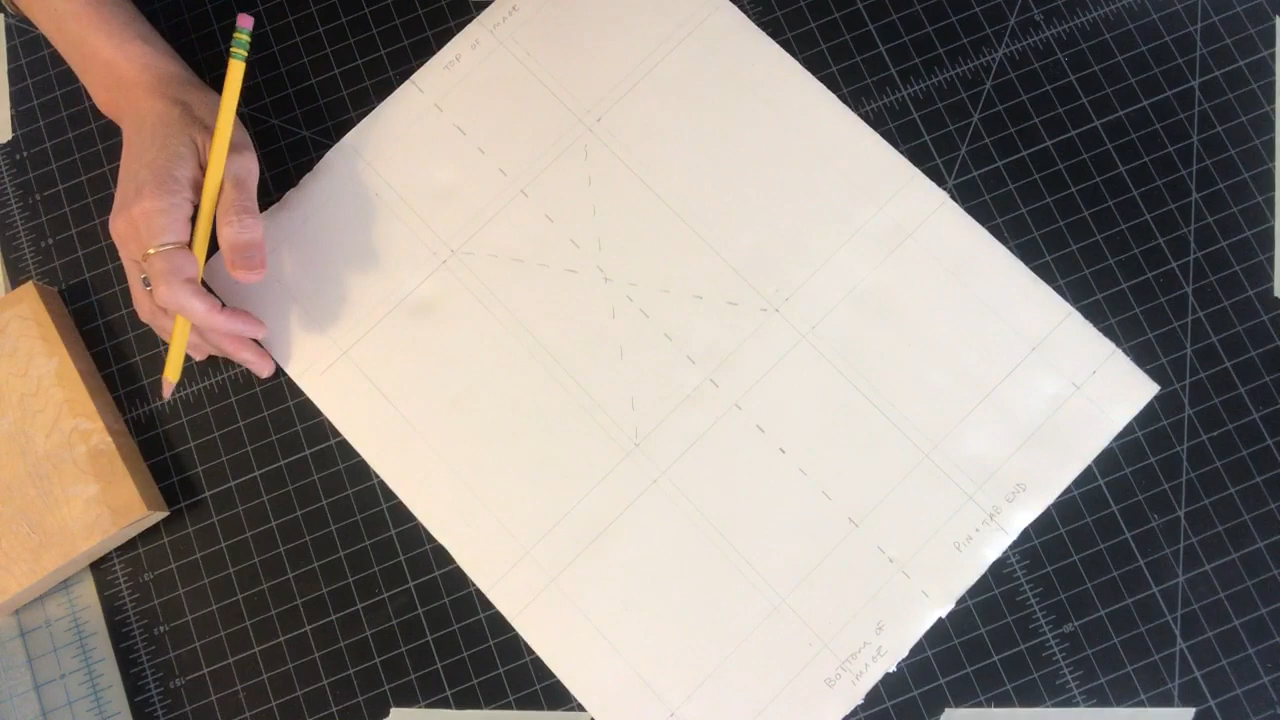 TOP OF IMAGE
PIN + TAB END
BOTTOM OF
IMAGE